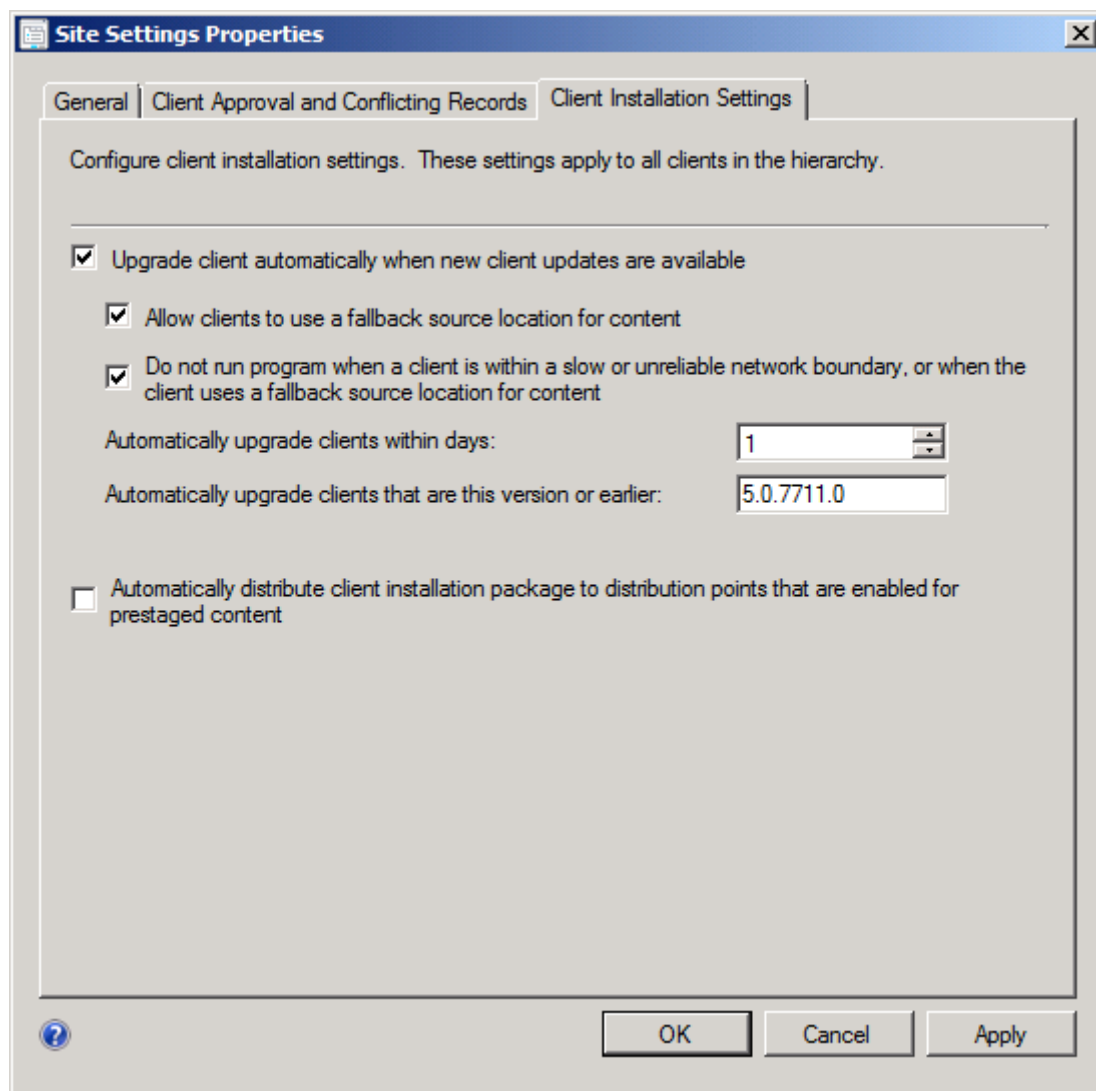 Site Settings Properties
General
Client Approval and Conflicting Records
Client Installation Settings
Configure client installation settings.  These settings apply to all clients in the hierarchy.
Upgrade client automatically when new client updates are available
Allow clients to use a fallback source location for content
Do not run program when a client is within a slow or unreliable network boundary, or when the
client uses a fallback source location for content
Automatically upgrade clients within days:
1
Automatically upgrade clients that are this version or earlier:
5.0.7711.0
Automatically distribute client installation package to distribution points that are enabled for
prestaged content
?
OK
Cancel
Apply